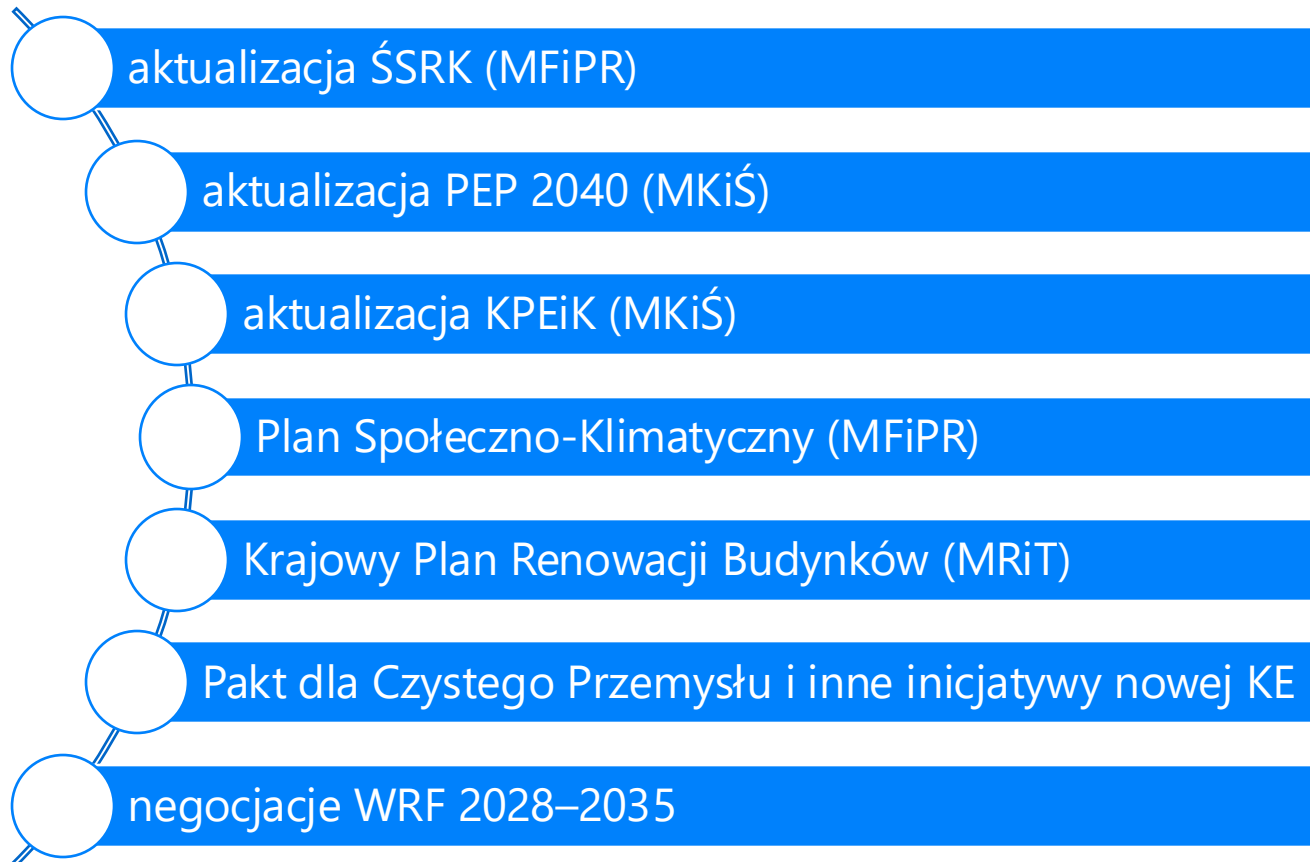 aktualizacja ŚSRK (MFiPR)
aktualizacja PEP 2040 (MKiŚ)
aktualizacja KPEiK (MKiŚ)
Plan Społeczno-Klimatyczny (MFiPR)
Krajowy Plan Renowacji Budynków (MRiT)
Pakt dla Czystego Przemysłu i inne inicjatywy nowej KE
negocjacje WRF 2028–2035